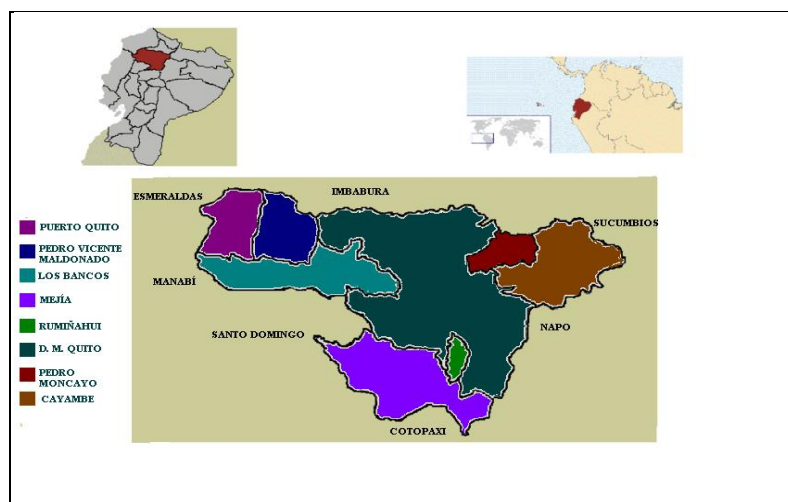 ESMERALDAS
IMBABURA
SUCUMBIOS
MANABÍ
NAPO
SANTO DOMINGO
COTOPAXI
PUERTO QUITO
PEDRO VICENTE
MALDONADO
LOS BANCOS
MEJÍA
RUMIÑAHUI
D. M. QUITO
PEDRO
MONCAYO
CAYAMBE